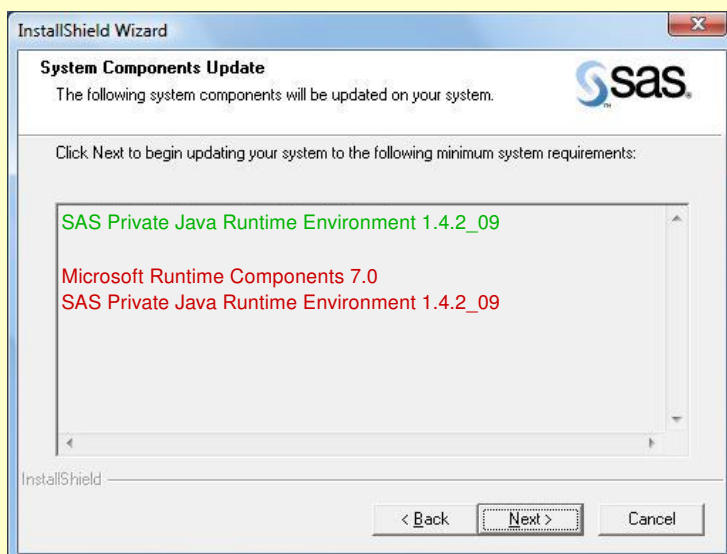 InstallShield Wizard
System Components Update
The following system components will be updated on your system.
sas.
Click Next to begin updating your system to the following minimum system requirements:
SAS Private Java Runtime Environment 1.4.2_09
Microsoft Runtime Components 7.0
SAS Private Java Runtime Environment 1.4.2_09
InstallShield
< Back
Next >
Cancel